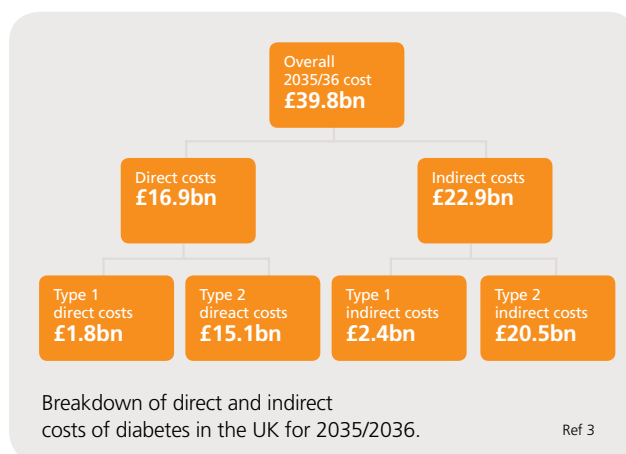 Overall
2035/36 cost
£39.8bn
Direct costs
£16.9bn
Indirect costs
£22.9bn
Type 1
direct costs
£1.8bn
Type 2
direact costs
£15.1bn
Type 1
indirect costs
£2.4bn
Type 2
indirect costs
£20.5bn
Breakdown of direct and indirect
costs of diabetes in the UK for 2035/2036.
Ref 3